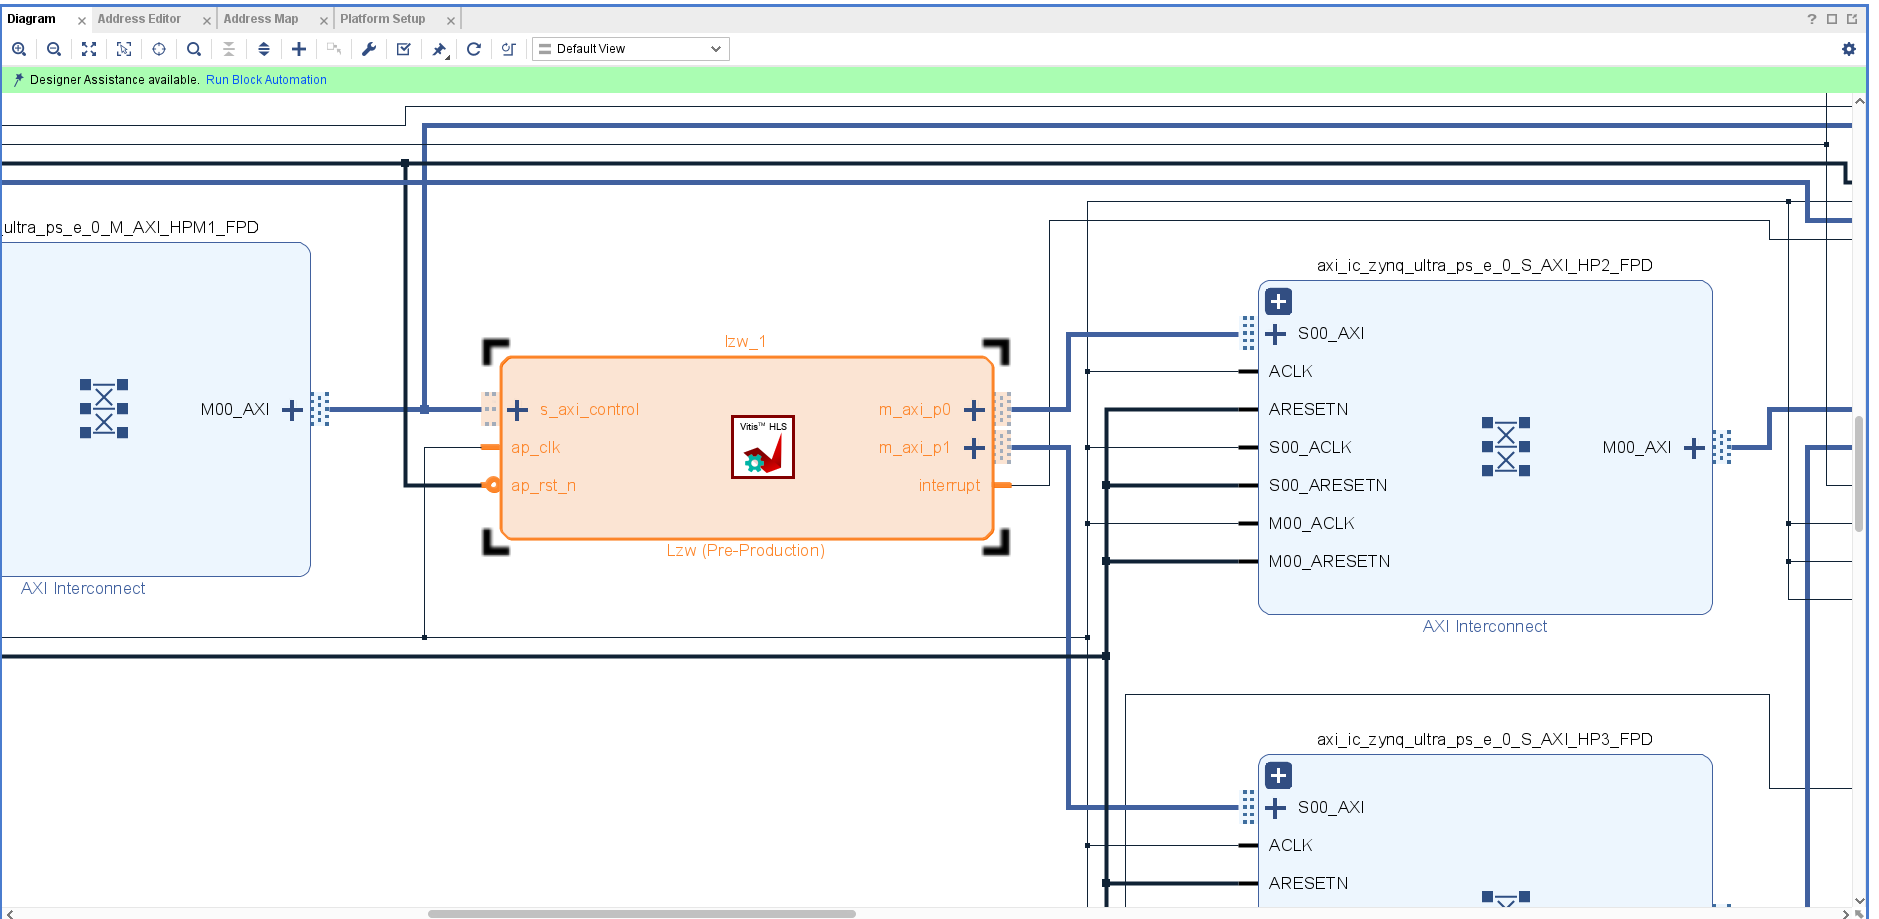 Diagram
Address Editor
Address Map
Platform Setup
Default View
Designer Assistance available. Run Block Automation
ultra_ps_e_0_M_AXI_HPM1_FPD
M00_AXI
AXI Interconnect
lzw_1
s_axi_control
ap_clk
ap_rst_n
Vitis™ HLS
m_axi_p0
m_axi_p1
interrupt
Lzw (Pre-Production)
axi_ic_zynq_ultra_ps_e_0_S_AXI_HP2_FPD
S00_AXI
ACLK
ARESETN
S00_ACLK
S00_ARESETN
M00_ACLK
M00_ARESETN
M00_AXI
AXI Interconnect
axi_ic_zynq_ultra_ps_e_0_S_AXI_HP3_FPD
S00_AXI
ACLK
ARESETN